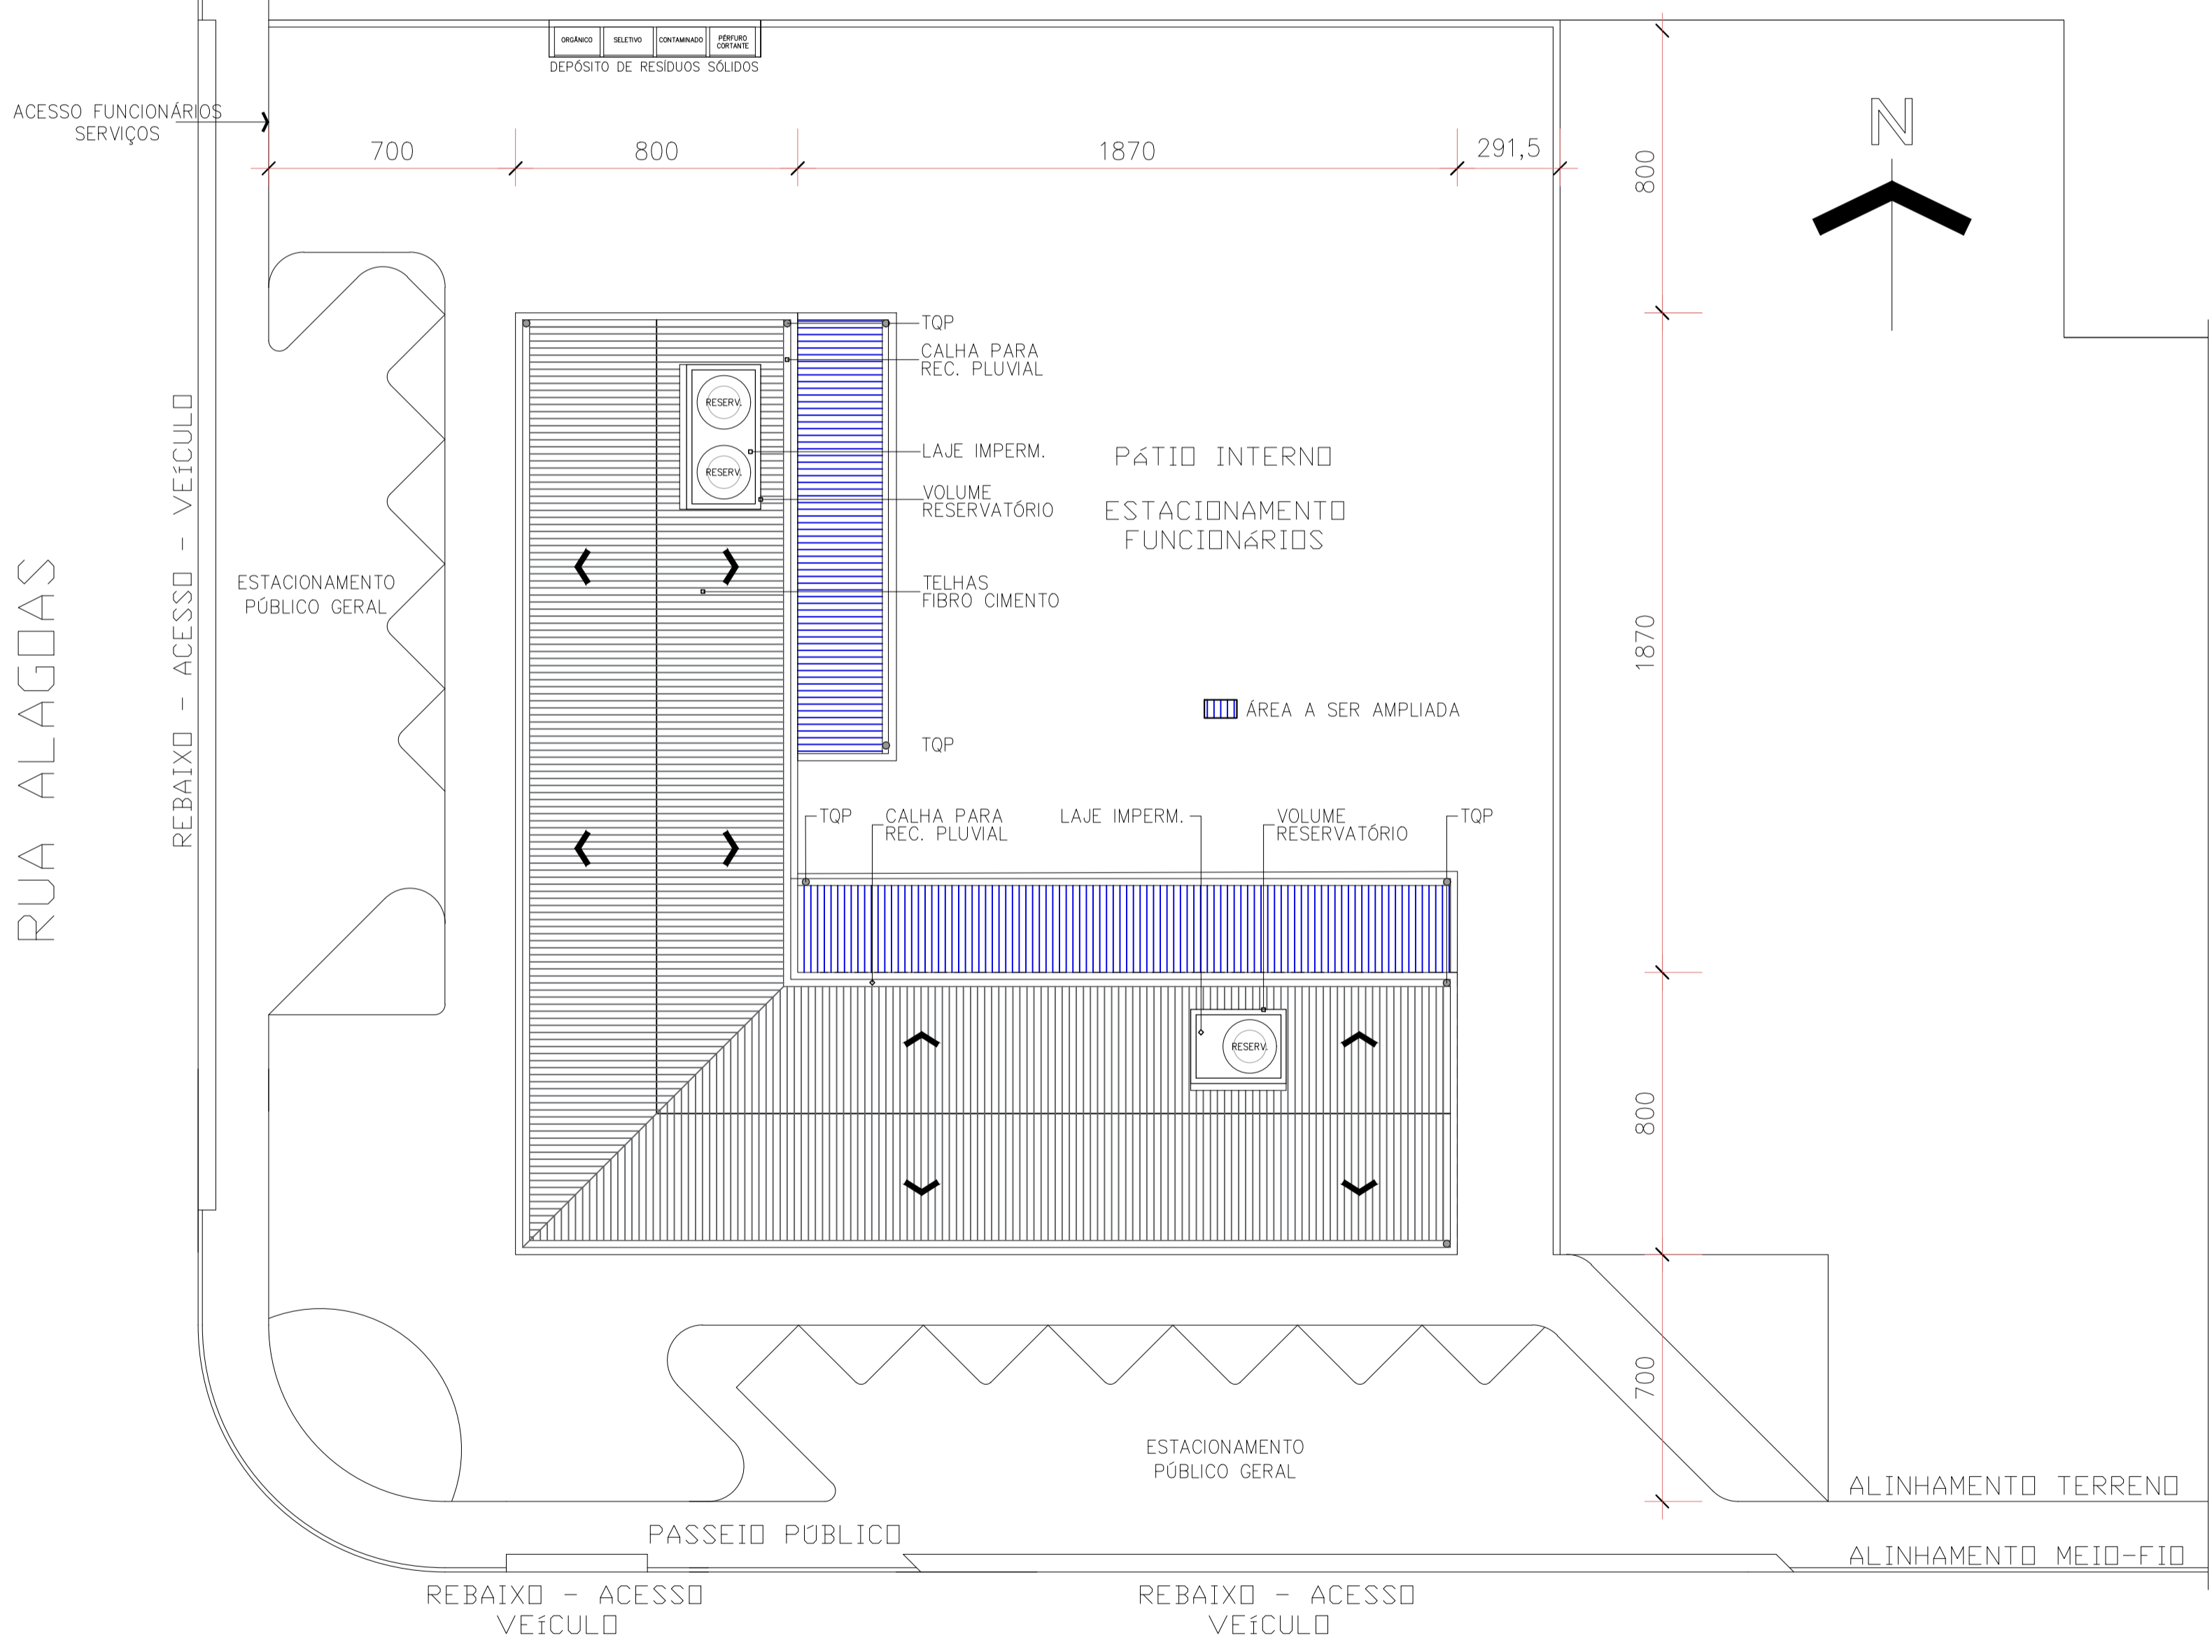 ORGÂNICO
SELETIVO
CONTAMINADO
PÉRFURO
CORTANTE
DEPÓSITO DE RESÍDUOS SÓLIDOS
ACESSO FUNCIONÁRIOS
SERVIÇOS
700
800
1870
291,5
800
N
TQP
CALHA PARA
REC. PLUVIAL
RESERV.
RESERV.
LAJE IMPERM.
VOLUME
RESERVATÓRIO
PÁTIO INTERNO
ESTACIONAMENTO
FUNCIONÁRIOS
TELHAS
FIBRO CIMENTO
ESTACIONAMENTO
PÚBLICO GERAL
REBAIXO - ACESSO - VEÍCULO
RUA ALAGOAS
1870
ÁREA A SER AMPLIADA
TQP
TQP
CALHA PARA
REC. PLUVIAL
LAJE IMPERM.
VOLUME
RESERVATÓRIO
TQP
RESERV.
800
700
ESTACIONAMENTO
PÚBLICO GERAL
ALINHAMENTO TERRENO
PASSEIO PÚBLICO
ALINHAMENTO MEIO-FIO
REBAIXO - ACESSO
VEÍCULO
REBAIXO - ACESSO
VEÍCULO